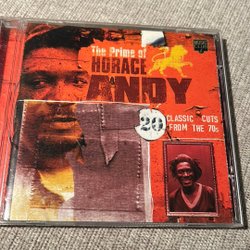 The Prime of
HORACE
ANDY
20
CLASSIC CUTS
FROM THE 70s